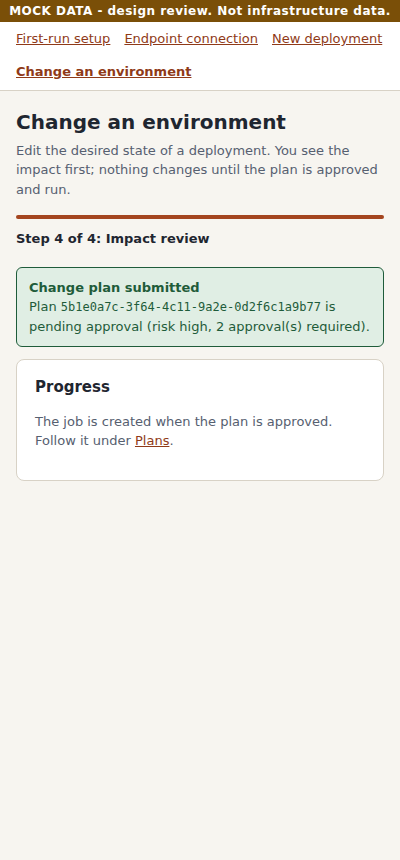 MOCK DATA - design review. Not infrastructure data.
First-run setup Endpoint connection New deployment
Change an environment
Change an environment
Edit the desired state of a deployment. You see the
impact first; nothing changes until the plan is approved
and run.
Step 4 of 4: Impact review
Change plan submitted
Plan 5b1e0a7c-3f64-4c11-9a2e-0d2f6c1a9b77 is
pending approval (risk high, 2 approval(s) required).
Progress
The job is created when the plan is approved.
Follow it under Plans.